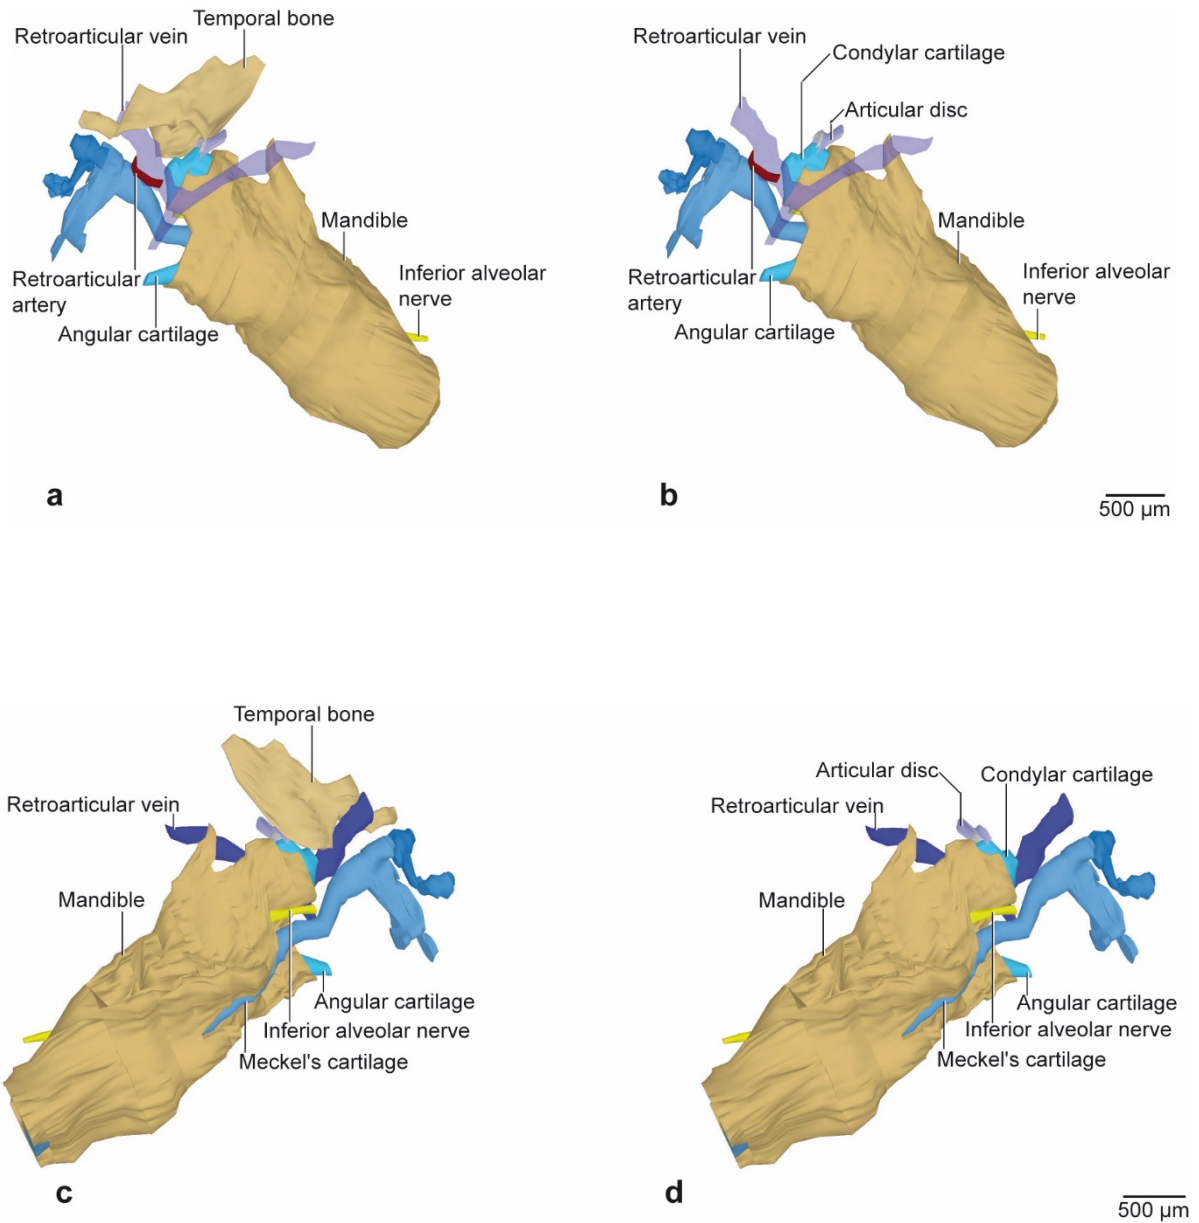 Temporal bone
Retroarticular vein
Retroarticular
artery
Angular cartilage
Mandible
Inferior alveolar
nerve
a
Retroarticular vein
Condylar cartilage
Articular disc
Mandible
Inferior alveolar
nerve
Retroarticular
artery
Angular cartilage
b
500 µm
Temporal bone
Retroarticular vein
Mandible
Angular cartilage
Inferior alveolar nerve
Meckel's cartilage
c
Articular disc
Condylar cartilage
Retroarticular vein
Mandible
Angular cartilage
Inferior alveolar nerve
Meckel's cartilage
d
500 µm